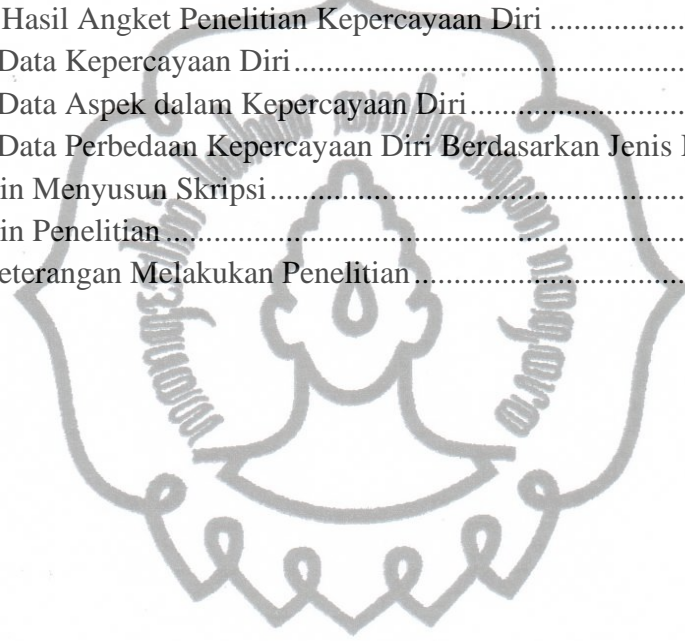 Hasil Angket Penelitian Kepercayaan Diri ..................
Data Kepercayaan Diri..........................................................
Data Aspek dalam Kepercayaan Diri................................
Data Perbedaan Kepercayaan Diri Berdasarkan Jenis
in Menyusun Skripsi..............................................................
in Penelitian...........................................................................
eterangan Melakukan Penelitian.......................................